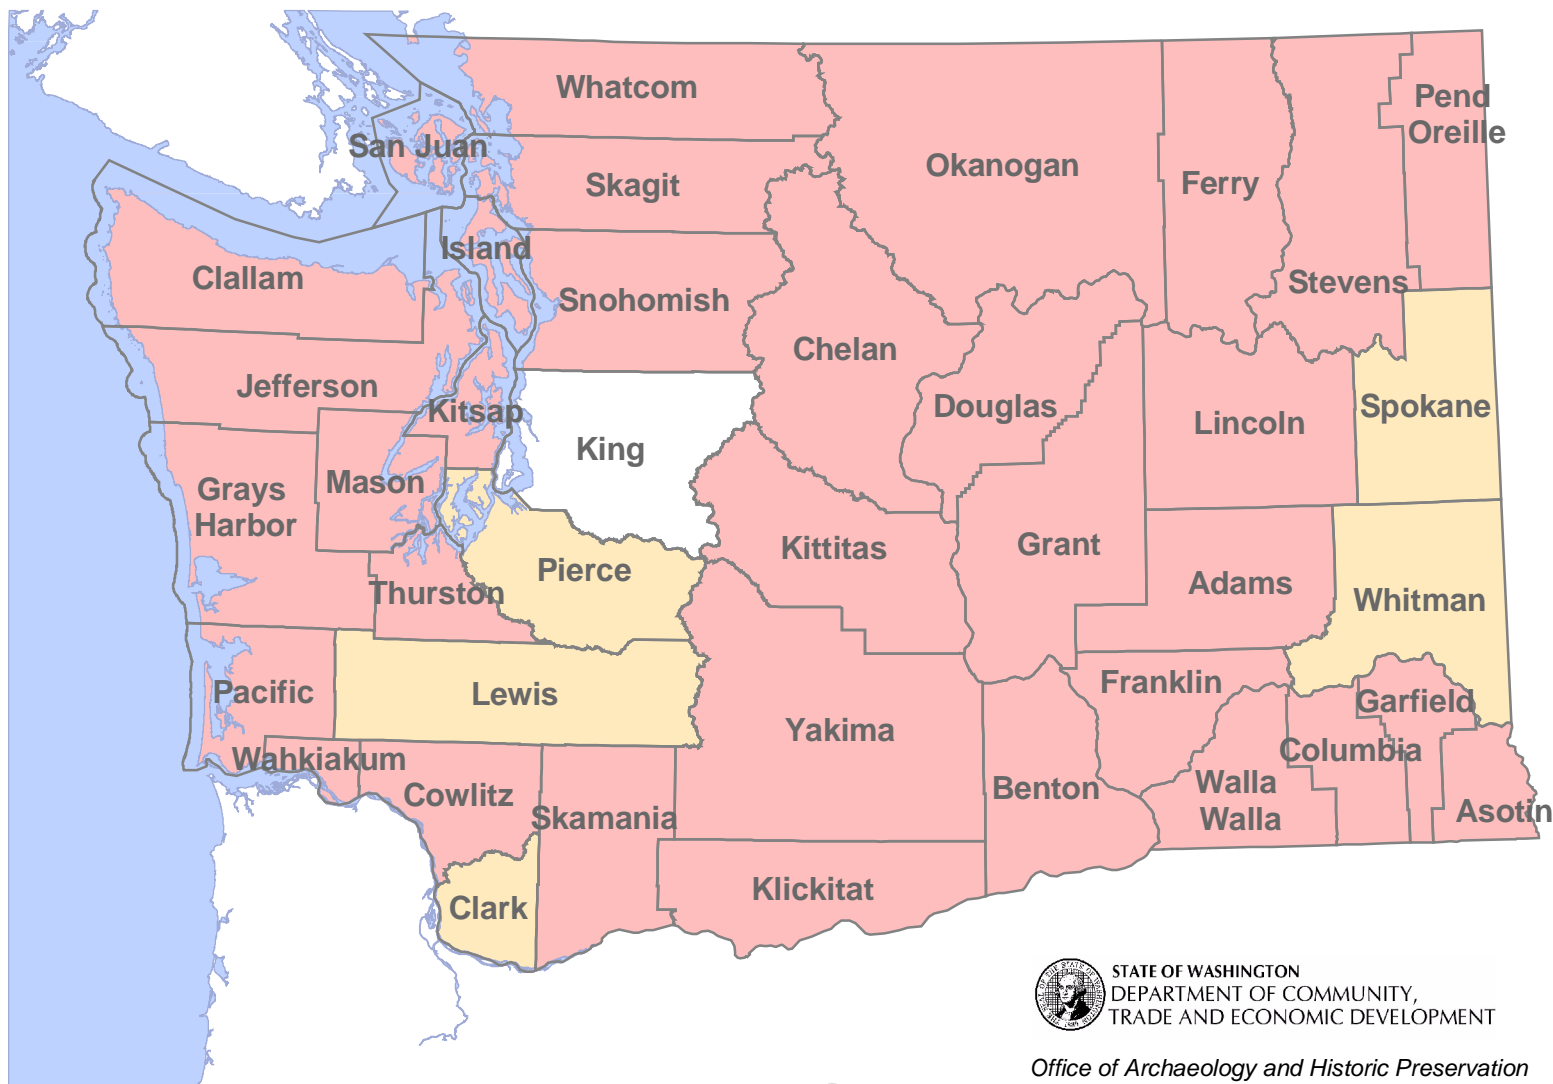 Whatcom
Pend
Oreille
San Juan
Okanogan
Skagit
Ferry
Island
Clallam
Stevens
Snohomish
Chelan
Jefferson
Kitsap
Douglas
Spokane
Lincoln
King
Mason
Grays
Harbor
Kittitas
Grant
Pierce
Adams
Thurston
Whitman
Franklin
Pacific
Lewis
Garfield
Yakima
Columbia
Wahkiakum
Walla
Walla
Benton
Cowlitz
Skamania
Asotin
Klickitat
Clark
STATE OF WASHINGTON
DEPARTMENT OF COMMUNITY,
TRADE AND ECONOMIC DEVELOPMENT
Office of Archaeology and Historic Preservation